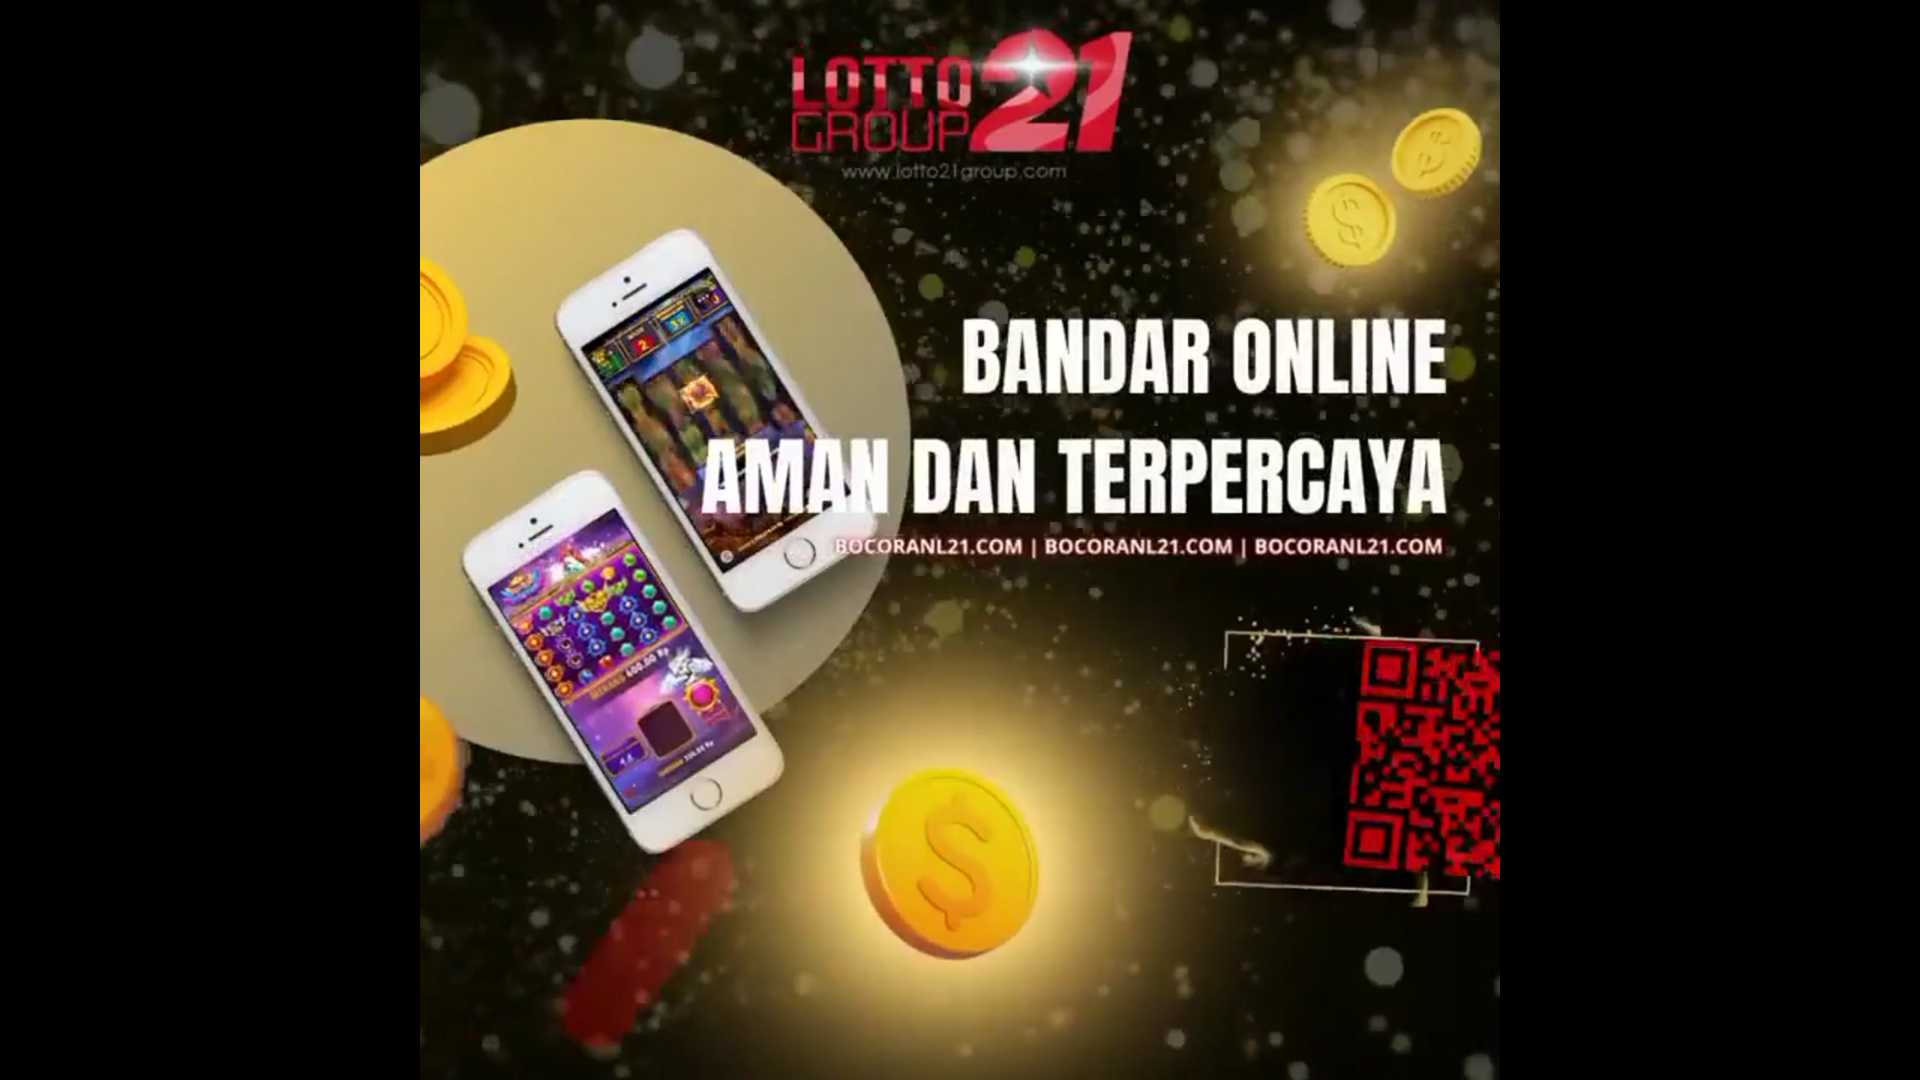 LOTTO
GROUP 21
www.lotto21group.com
BANDAR ONLINE
AMAN DAN TERPERCAYA
BOCORANL21.COM | BOCORANL21.COM | BOCORANL21.COM